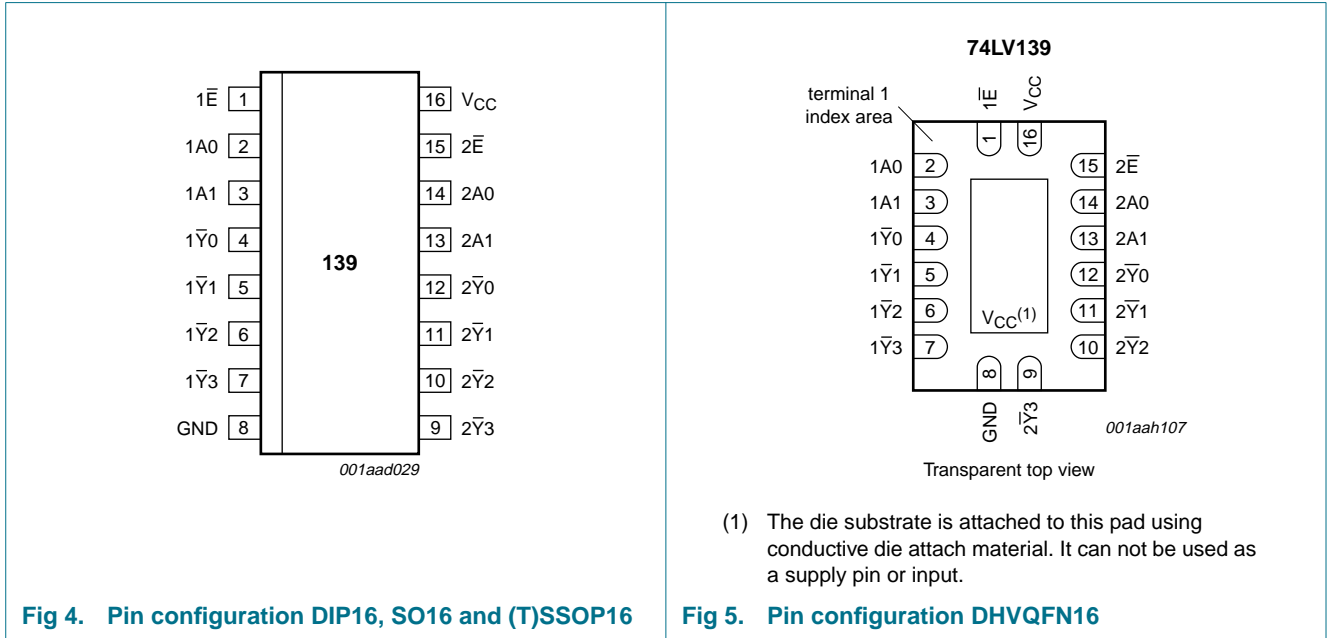 1E̅ 1
1A0 2
1A1 3
1Y̅0 4
1Y̅1 5
1Y̅2 6
1Y̅3 7
GND 8
139
16 VCC
15 2E̅
14 2A0
13 2A1
12 2Y̅0
11 2Y̅1
10 2Y̅2
9 2Y̅3
001aad029
Fig 4. Pin configuration DIP16, SO16 and (T)SSOP16
74LV139
terminal 1
index area
1E̅
VCC
1
16
1A0 2
1A1 3
1Y̅0 4
1Y̅1 5
1Y̅2 6
1Y̅3 7
VCC(1)
15 2E̅
14 2A0
13 2A1
12 2Y̅0
11 2Y̅1
10 2Y̅2
8
9
GND
2Y̅3
001aah107
Transparent top view
(1) The die substrate is attached to this pad using
conductive die attach material. It can not be used as
a supply pin or input.
Fig 5. Pin configuration DHVQFN16